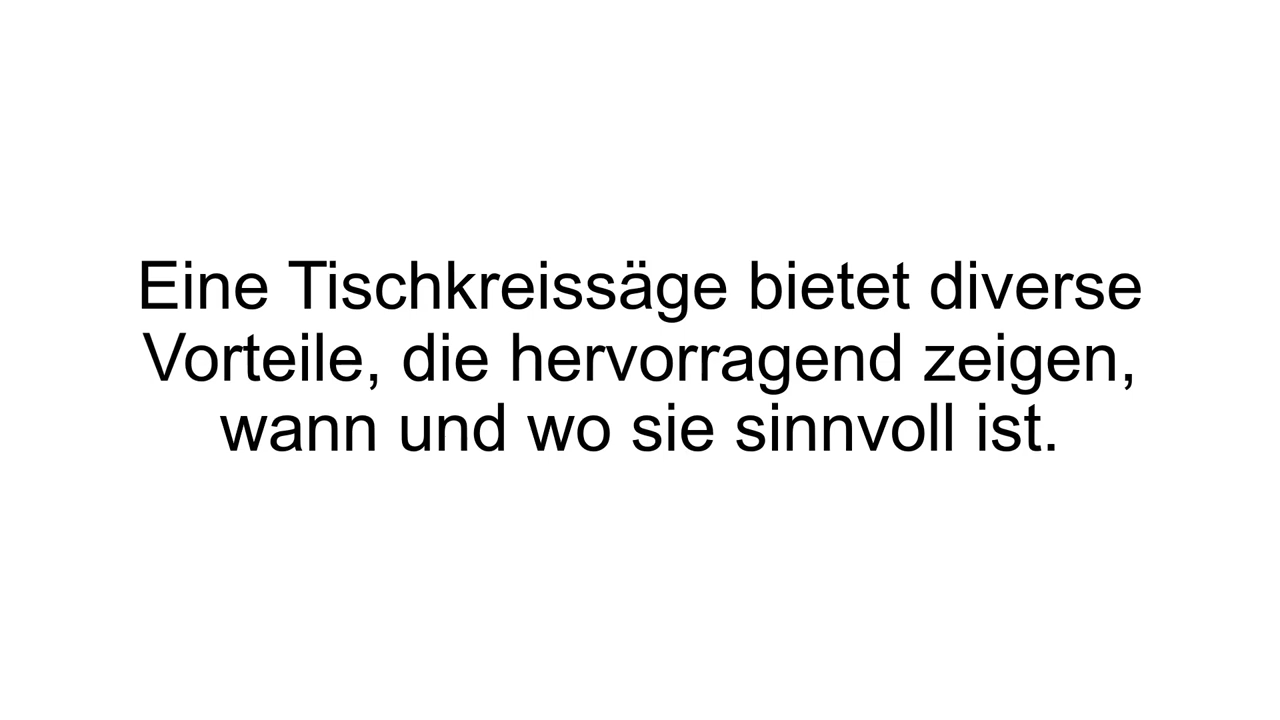 Eine Tischkreissäge bietet diverse
Vorteile, die hervorragend zeigen,
wann und wo sie sinnvoll ist.